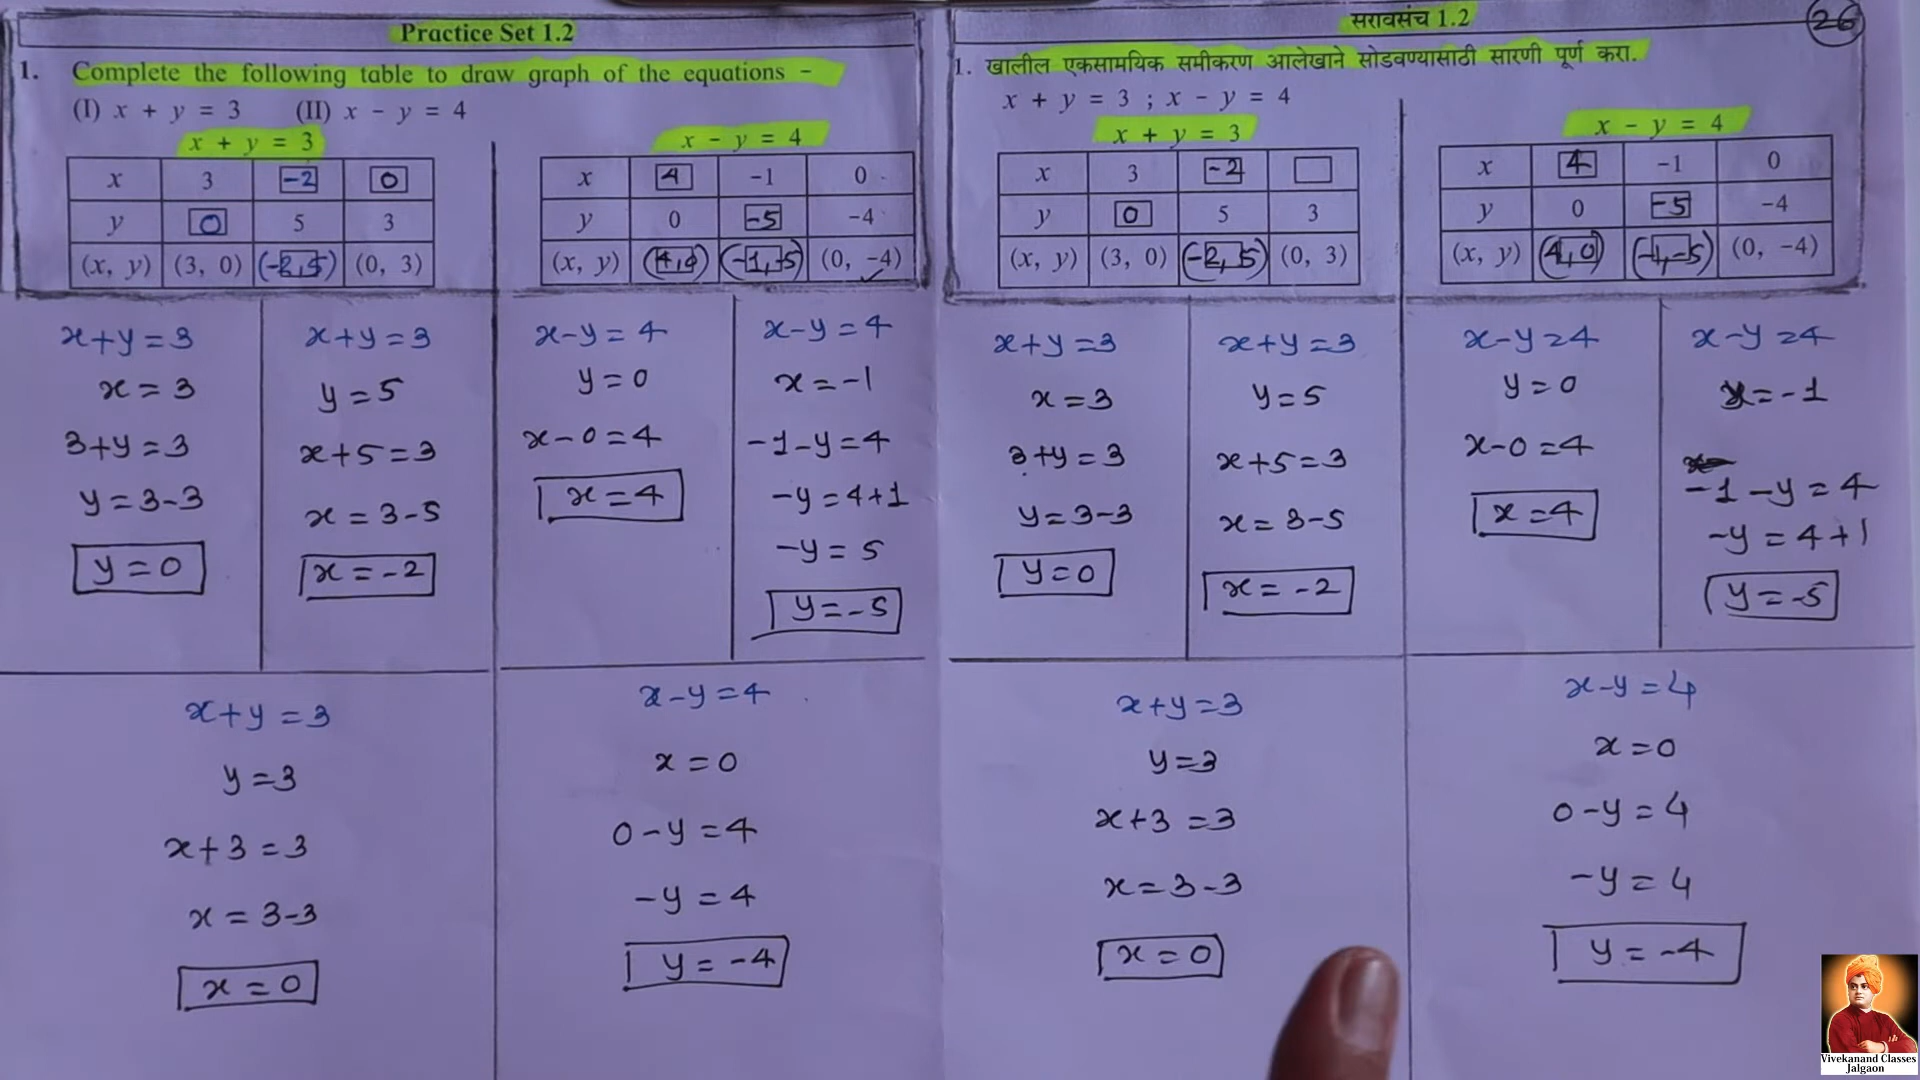 Practice Set 1.2
1. Complete the following table to draw graph of the equations -
(I) x + y = 3 (II) x - y = 4
x + y = 3
x 3 -2 0
y 0 5 3
(x, y) (3, 0) (-2,5) (0, 3)
x - y = 4
x 4 -1 0
y 0 -5 -4
(x, y) (4,0) (-1,-5) (0, -4)
x+y=3
x=3
3+y=3
y=3-3
y=0
x+y=3
y=5
x+5=3
x=3-5
x=-2
x-y=4
y=0
x-0=4
x=4
x-y=4
x=-1
-1-y=4
-y=4+1
-y=5
y=-5
x+y=3
y=3
x+3=3
x=3-3
x=0
x-y=4
x=0
0-y=4
-y=4
y=-4
सरावसंच 1.2
26
1. खालील एकसामयिक समीकरण आलेखाने सोडवण्यासाठी सारणी पूर्ण करा.
x + y = 3 ; x - y = 4
x + y = 3
x 3 -2
y 0 5 3
(x, y) (3, 0) (-2,5) (0, 3)
x - y = 4
x 4 -1 0
y 0 -5 -4
(x, y) (4,0) (-1,-5) (0, -4)
x+y=3
x=3
3+y=3
y=3-3
y=0
x+y=3
y=5
x+5=3
x=3-5
x=-2
x-y=4
y=0
x-0=4
x=4
x-y=4
=-1
-1-y=4
-y=4+1
y=-5
x+y=3
y=3
x+3=3
x=3-3
x=0
x-y=4
x=0
0-y=4
-y=4
y=-4
Vivekanand Classes
Jalgaon